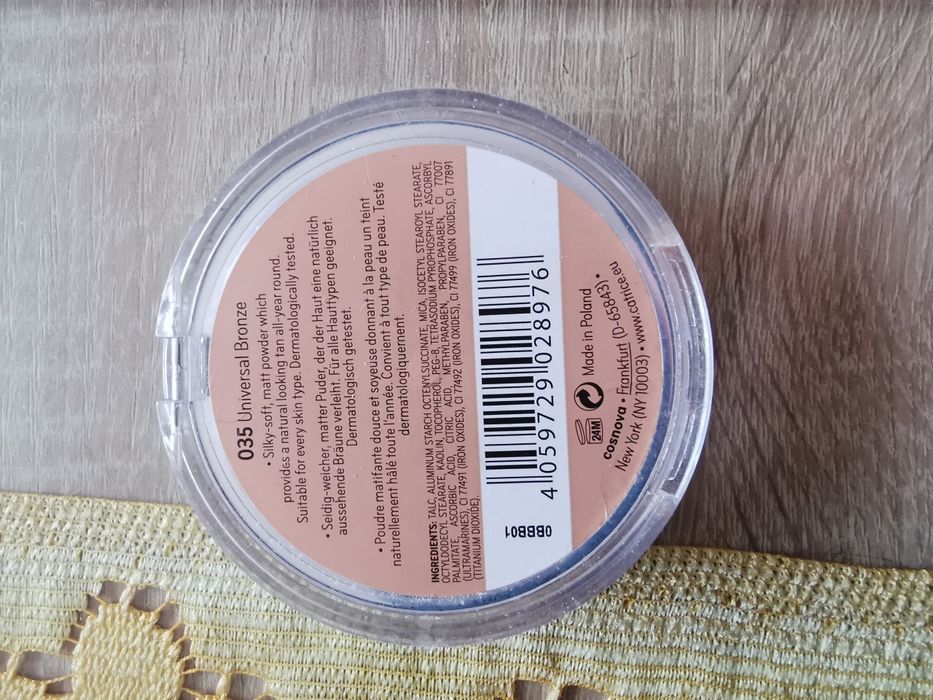 035 Universal Bronze
• Silky-soft, matt powder which
provides a natural looking tan all-year round.
Suitable for every skin type. Dermatologically tested.
• Seidig-weicher, matter Puder, der der Haut eine natürlich
aussehende Bräune verleiht. Für alle Hauttypen geeignet.
Dermatologisch getestet.
• Poudre matifiante douce et soyeuse donnant à la peau un teint
naturellement hâlé toute l'année. Convient à tout type de peau. Testé
dermatologiquement.
INGREDIENTS: TALC, ALUMINUM STARCH OCTENYLSUCCINATE, MICA, ISOCETYL STEAROYL STEARATE,
OCTYLDODECYL STEARATE, KAOLIN, TOCOPHEROL, PEG-8, TETRASODIUM PYROPHOSPHATE, ASCORBYL
PALMITATE, ASCORBIC ACID, CITRIC ACID, METHYLPARABEN, PROPYLPARABEN, CI 77007
(ULTRAMARINES), CI 77491 (IRON OXIDES), CI 77492 (IRON OXIDES), CI 77499 (IRON OXIDES), CI 77891
(TITANIUM DIOXIDE).
4 059729 028976
24M
Made in Poland
cosnova • Frankfurt (D-65843) •
New York (NY 10003) • www.catrice.eu